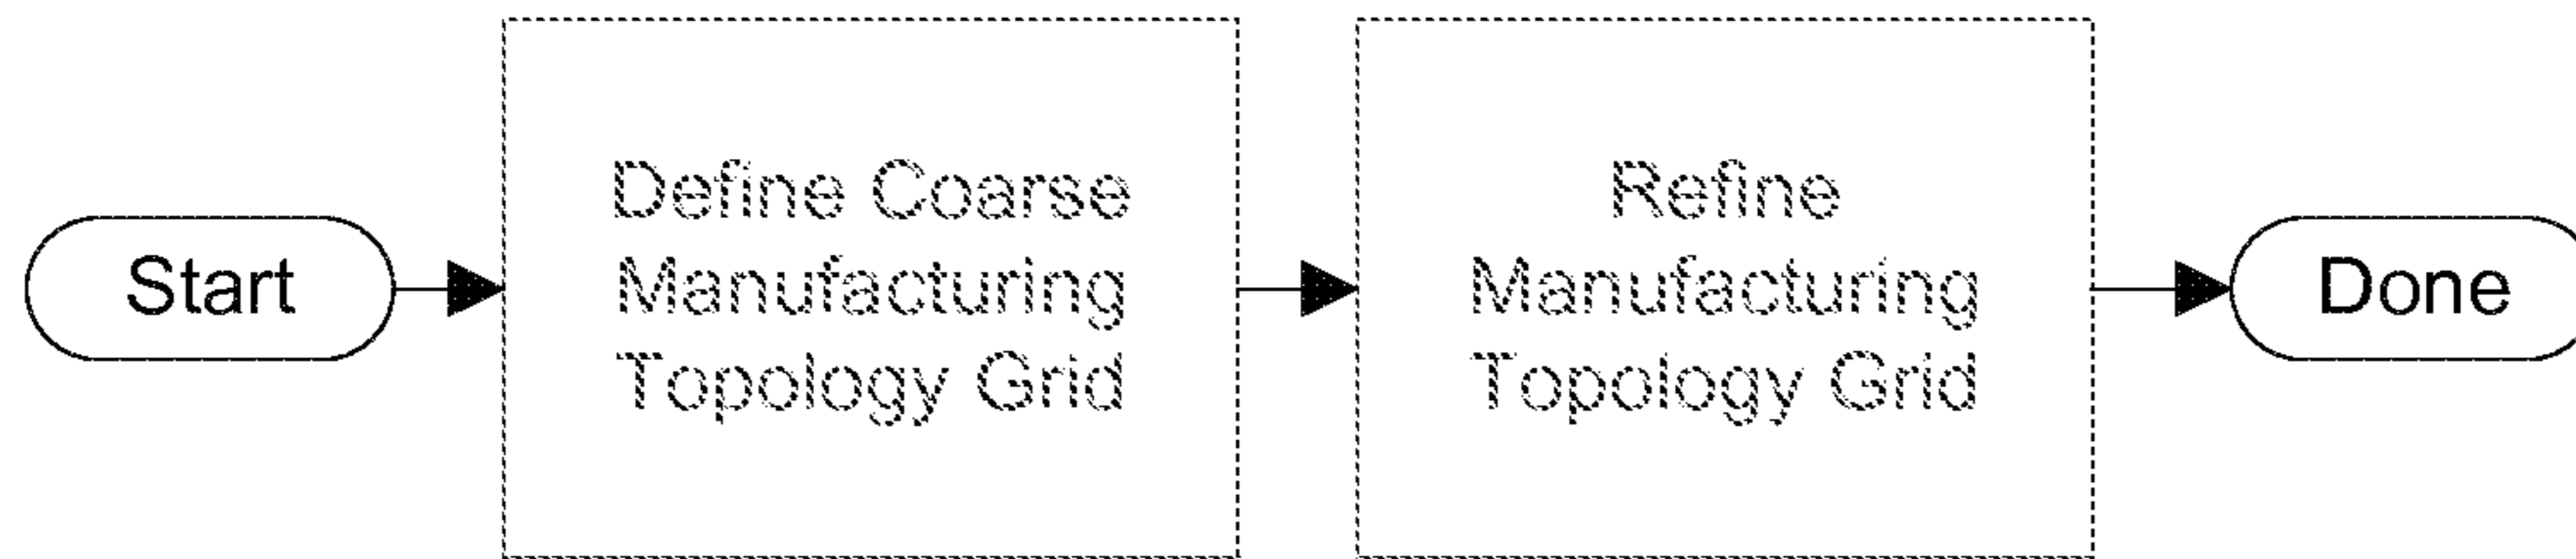 Start
Define Coarse
Manufacturing
Topology Grid
Refine
Manufacturing
Topology Grid
Done